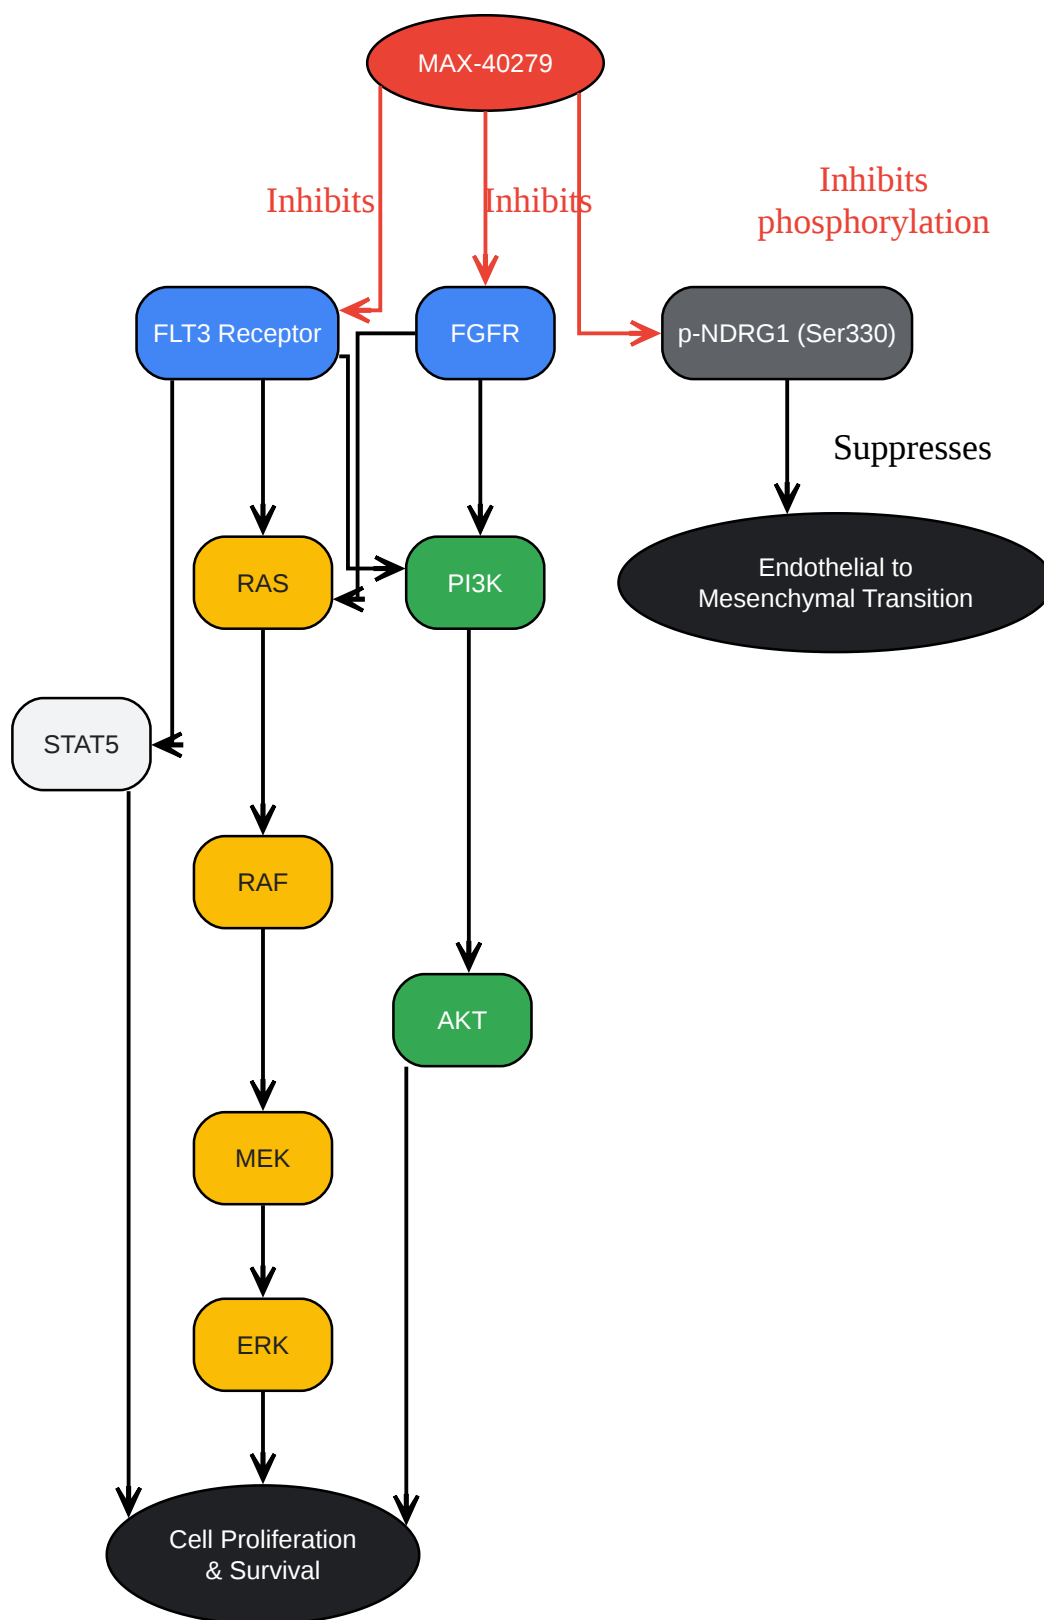 MAX-40279
Inhibits
Inhibits
Inhibits
phosphorylation
FLT3 Receptor
FGFR
p-NDRG1 (Ser330)
Suppresses
RAS
PI3K
Endothelial to
Mesenchymal Transition
STAT5
RAF
AKT
MEK
ERK
Cell Proliferation
& Survival